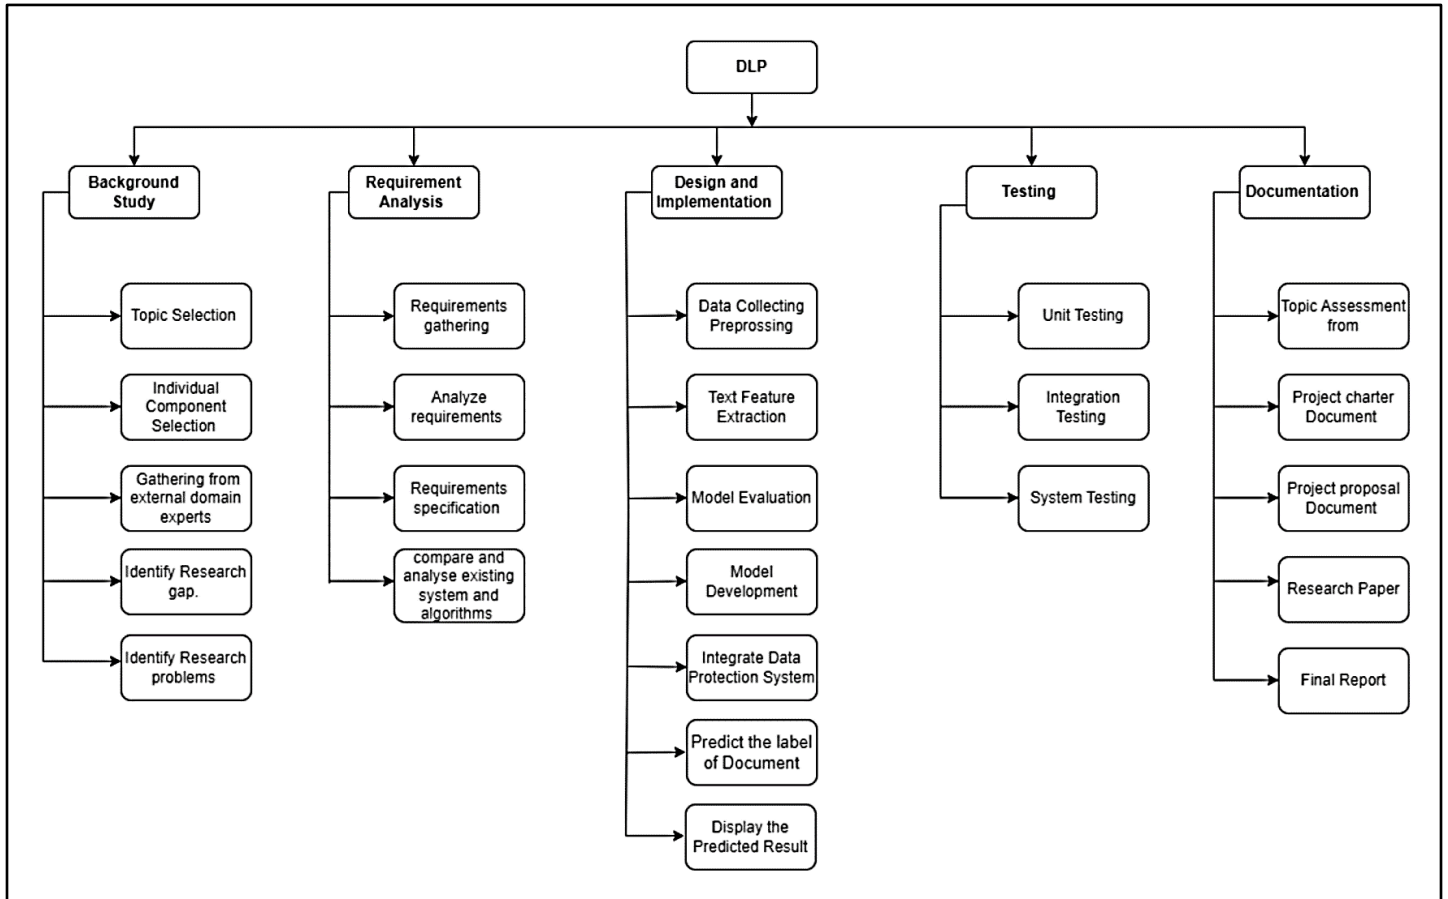 DLP
Background
Study
Requirement
Analysis
Design and
Implementation
Testing
Documentation
Topic Selection
Individual
Component
Selection
Gathering from
external domain
experts
Identify Research
gap.
Identify Research
problems
Requirements
gathering
Analyze
requirements
Requirements
specification
compare and
analyse existing
system and
algorithms
Data Collecting
Preprossing
Text Feature
Extraction
Model Evaluation
Model
Development
Integrate Data
Protection System
Predict the label
of Document
Display the
Predicted Result
Unit Testing
Integration
Testing
System Testing
Topic Assessment
from
Project charter
Document
Project proposal
Document
Research Paper
Final Report